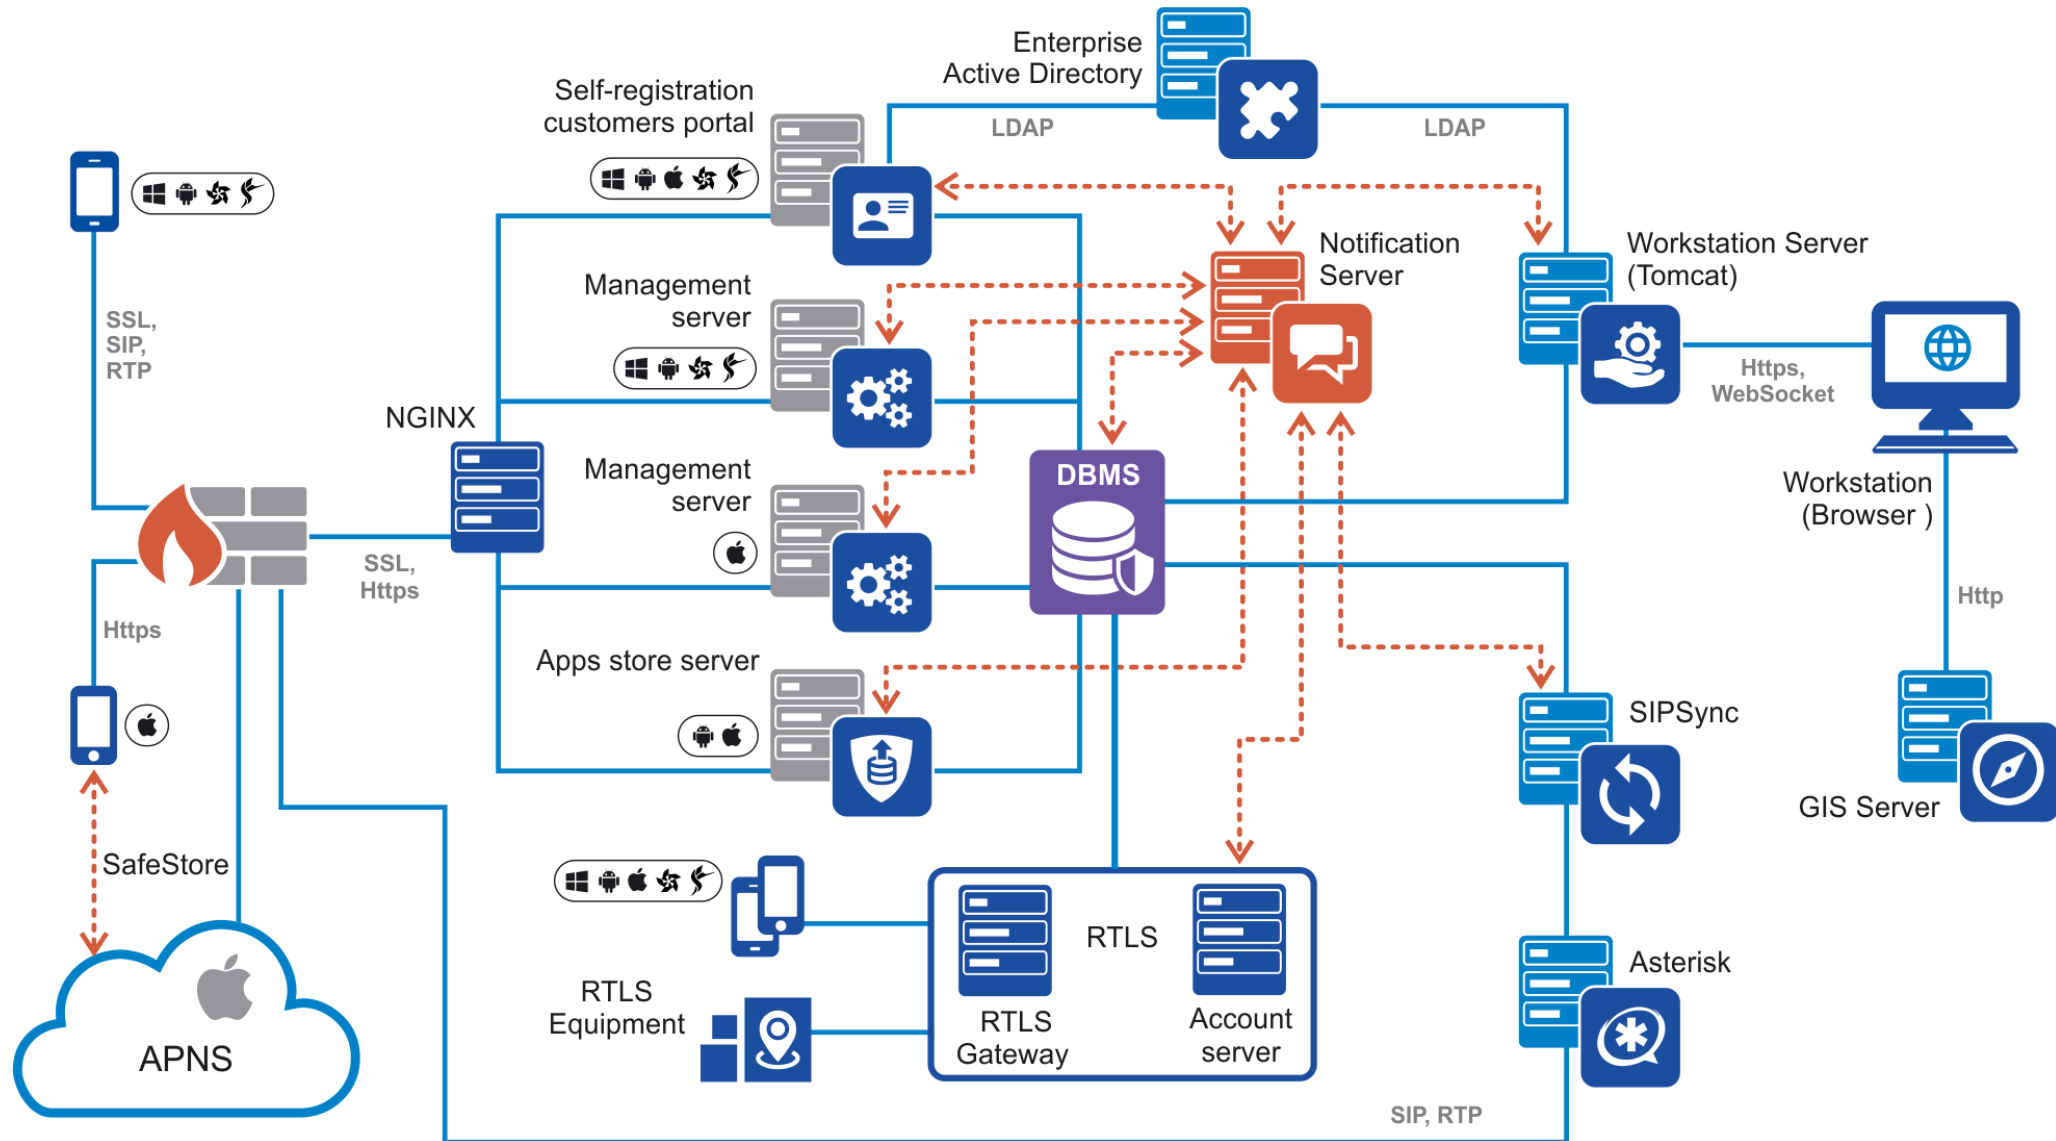 Enterprise
Active Directory
Self-registration
customers portal
LDAP
LDAP
Notification
Server
Workstation Server
(Tomcat)
Management
server
SSL,
SIP,
RTP
Https,
WebSocket
NGINX
Management
server
DBMS
Workstation
(Browser )
SSL,
Https
Http
Https
Apps store server
SIPSync
GIS Server
SafeStore
RTLS
Asterisk
RTLS
Equipment
RTLS
Gateway
Account
server
APNS
SIP, RTP